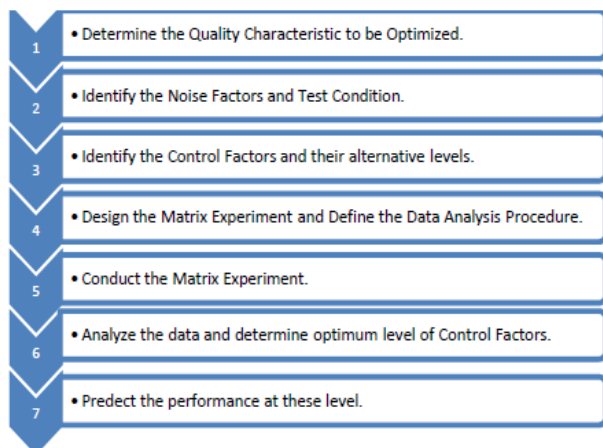 1 • Determine the Quality Characteristic to be Optimized.
2 • Identify the Noise Factors and Test Condition.
3 • Identify the Control Factors and their alternative levels.
4 • Design the Matrix Experiment and Define the Data Analysis Procedure.
5 • Conduct the Matrix Experiment.
6 • Analyze the data and determine optimum level of Control Factors.
7 • Predect the performance at these level.